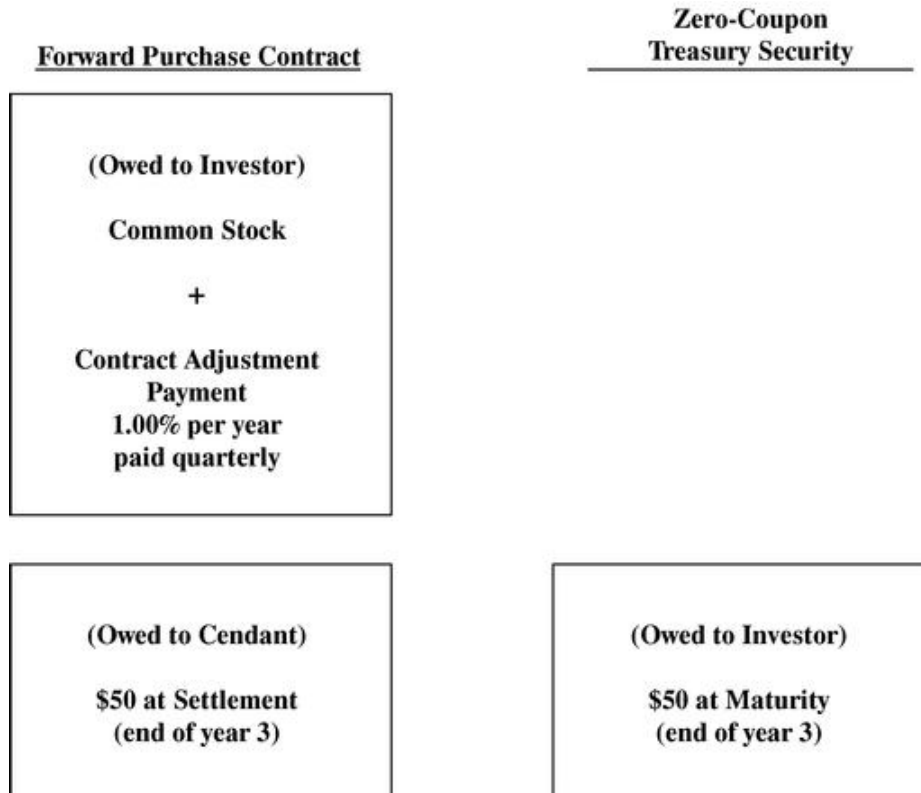 Forward Purchase Contract
(Owed to Investor)
Common Stock
+
Contract Adjustment
Payment
1.00% per year
paid quarterly
(Owed to Cendant)
$50 at Settlement
(end of year 3)
Zero-Coupon
Treasury Security
(Owed to Investor)
$50 at Maturity
(end of year 3)